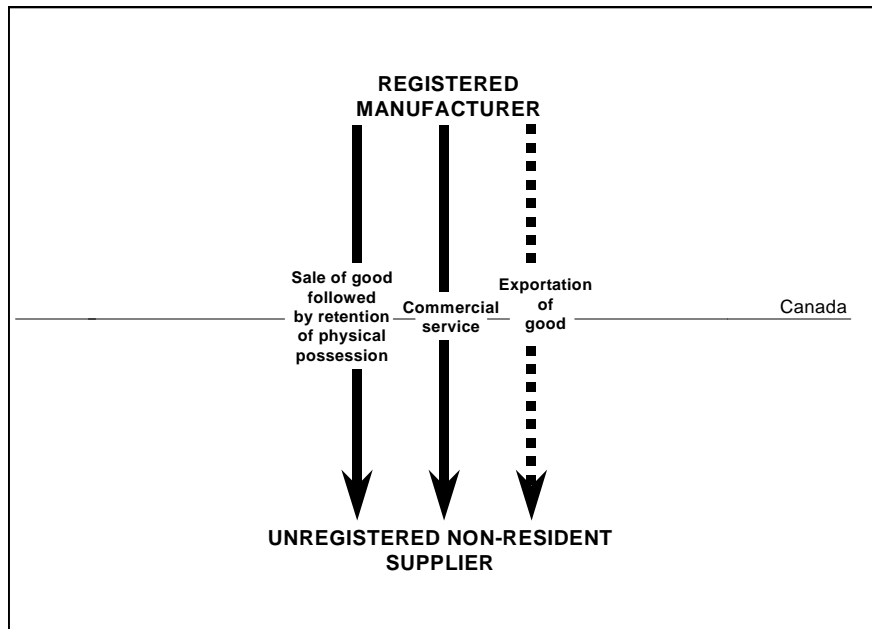 REGISTERED
MANUFACTURER
Sale of good
followed
by retention
of physical
possession
Commercial
service
Exportation
of
good
Canada
UNREGISTERED NON-RESIDENT
SUPPLIER